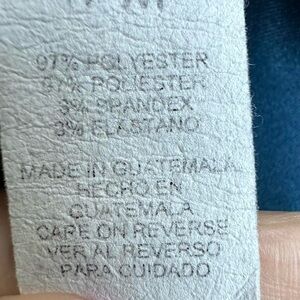 97% POLYESTER
97% POLIESTER
3% SPANDEX
3% ELASTANO
MADE IN GUATEMALA
HECHO EN
GUATEMALA
CARE ON REVERSE
VER AL REVERSO
PARA CUIDADO